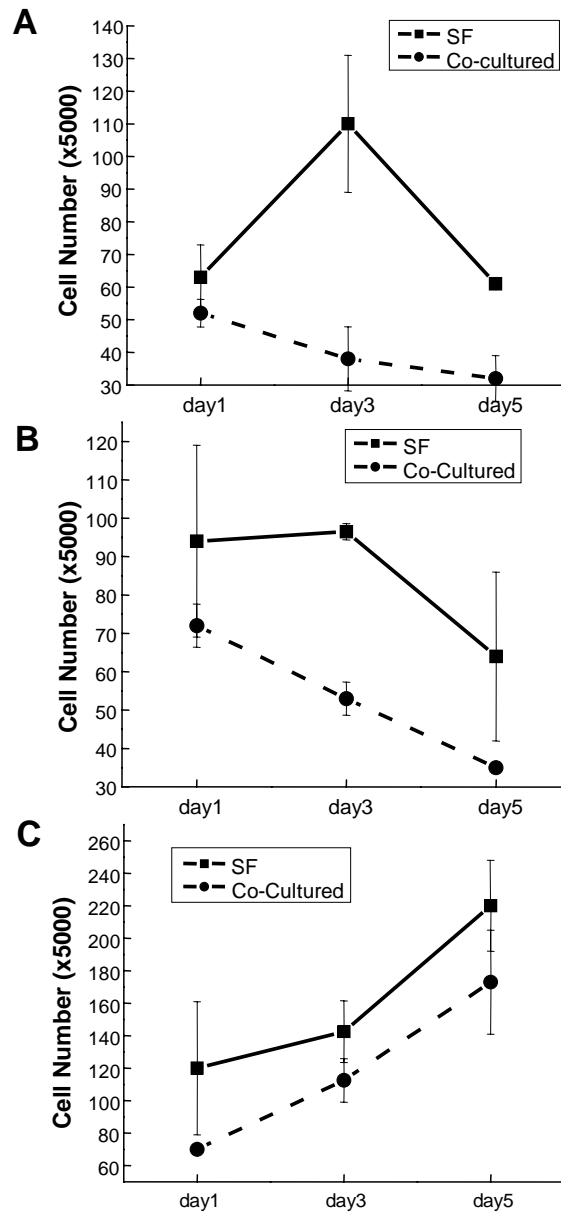 A
SF
Co-cultured
Cell Number (x5000)
140
130
120
110
100
90
80
70
60
50
40
30
day1 day3 day5
B
SF
Co-Cultured
Cell Number (x5000)
120
110
100
90
80
70
60
50
40
30
day1 day3 day5
C
SF
Co-Cultured
Cell Number (x5000)
260
240
220
200
180
160
140
120
100
80
60
day1 day3 day5